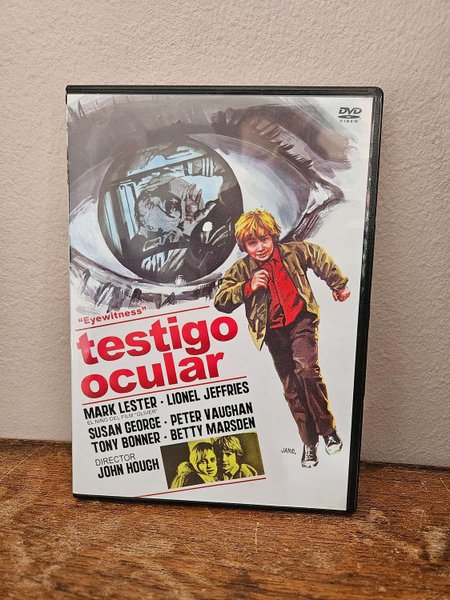 DVD
VIDEO
"Eyewitness"
testigo
ocular
MARK LESTER · LIONEL JEFFRIES
EL NIÑO DEL FILM "OLIVER"
SUSAN GEORGE · PETER VAUGHAN
TONY BONNER · BETTY MARSDEN
DIRECTOR
JOHN HOUGH
JANO.